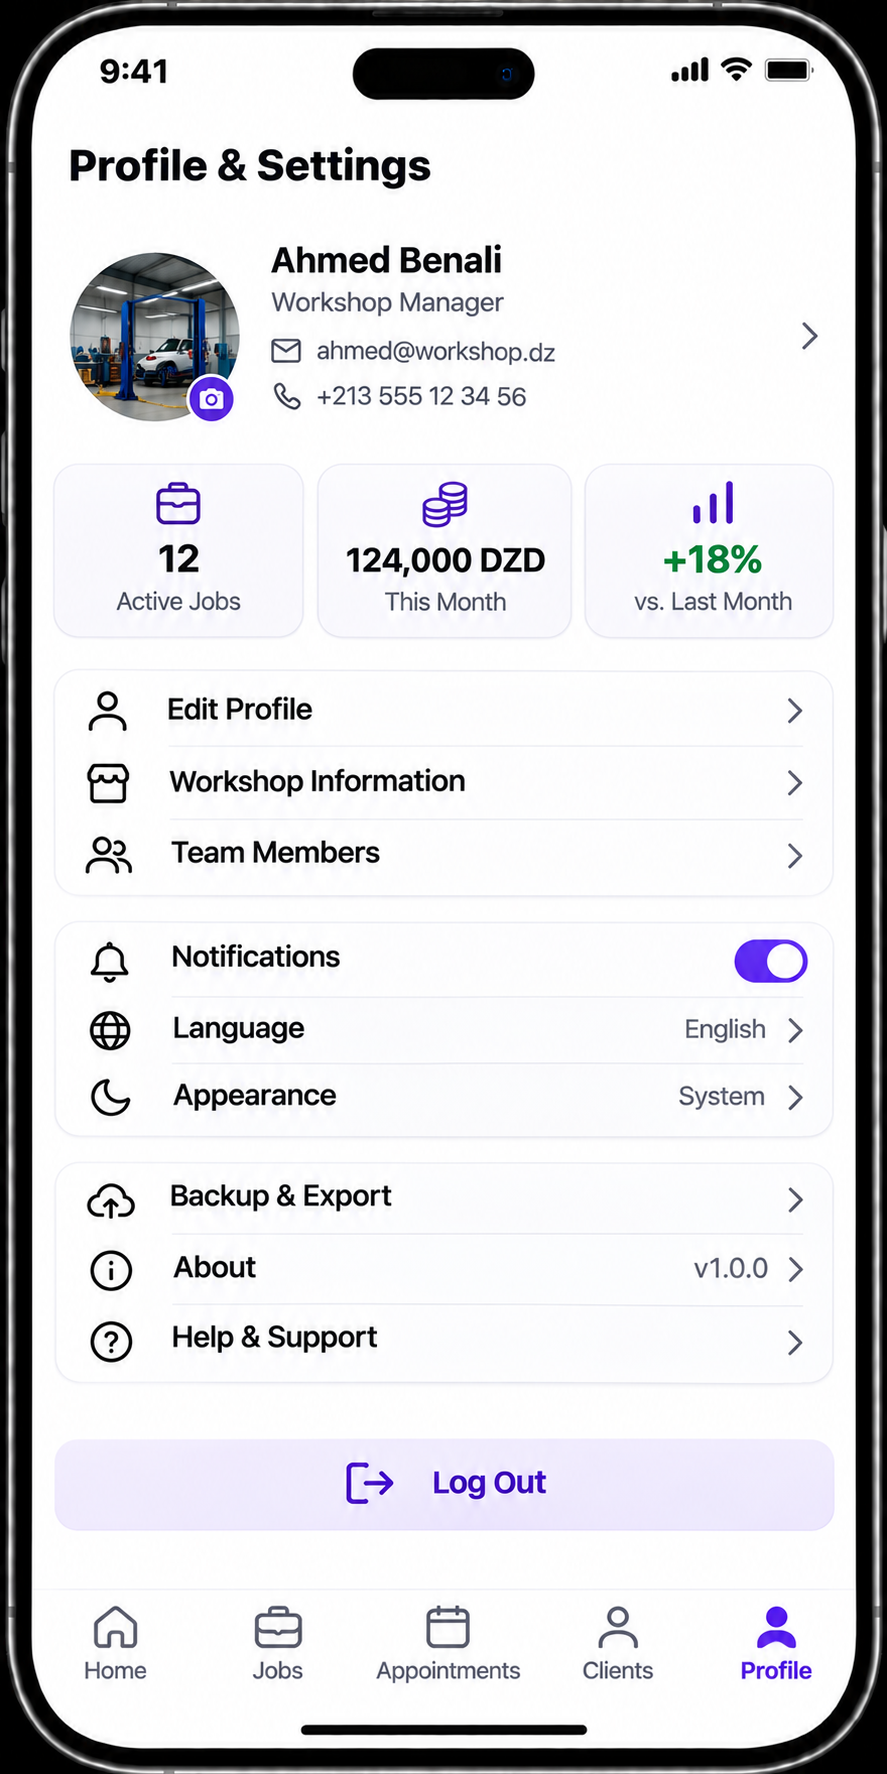 9:41
Profile & Settings
Ahmed Benali
Workshop Manager
ahmed@workshop.dz
+213 555 12 34 56
12
Active Jobs
124,000 DZD
This Month
+18%
vs. Last Month
Edit Profile
Workshop Information
Team Members
Notifications
Language English
Appearance System
Backup & Export
About v1.0.0
Help & Support
Log Out
Home Jobs Appointments Clients Profile